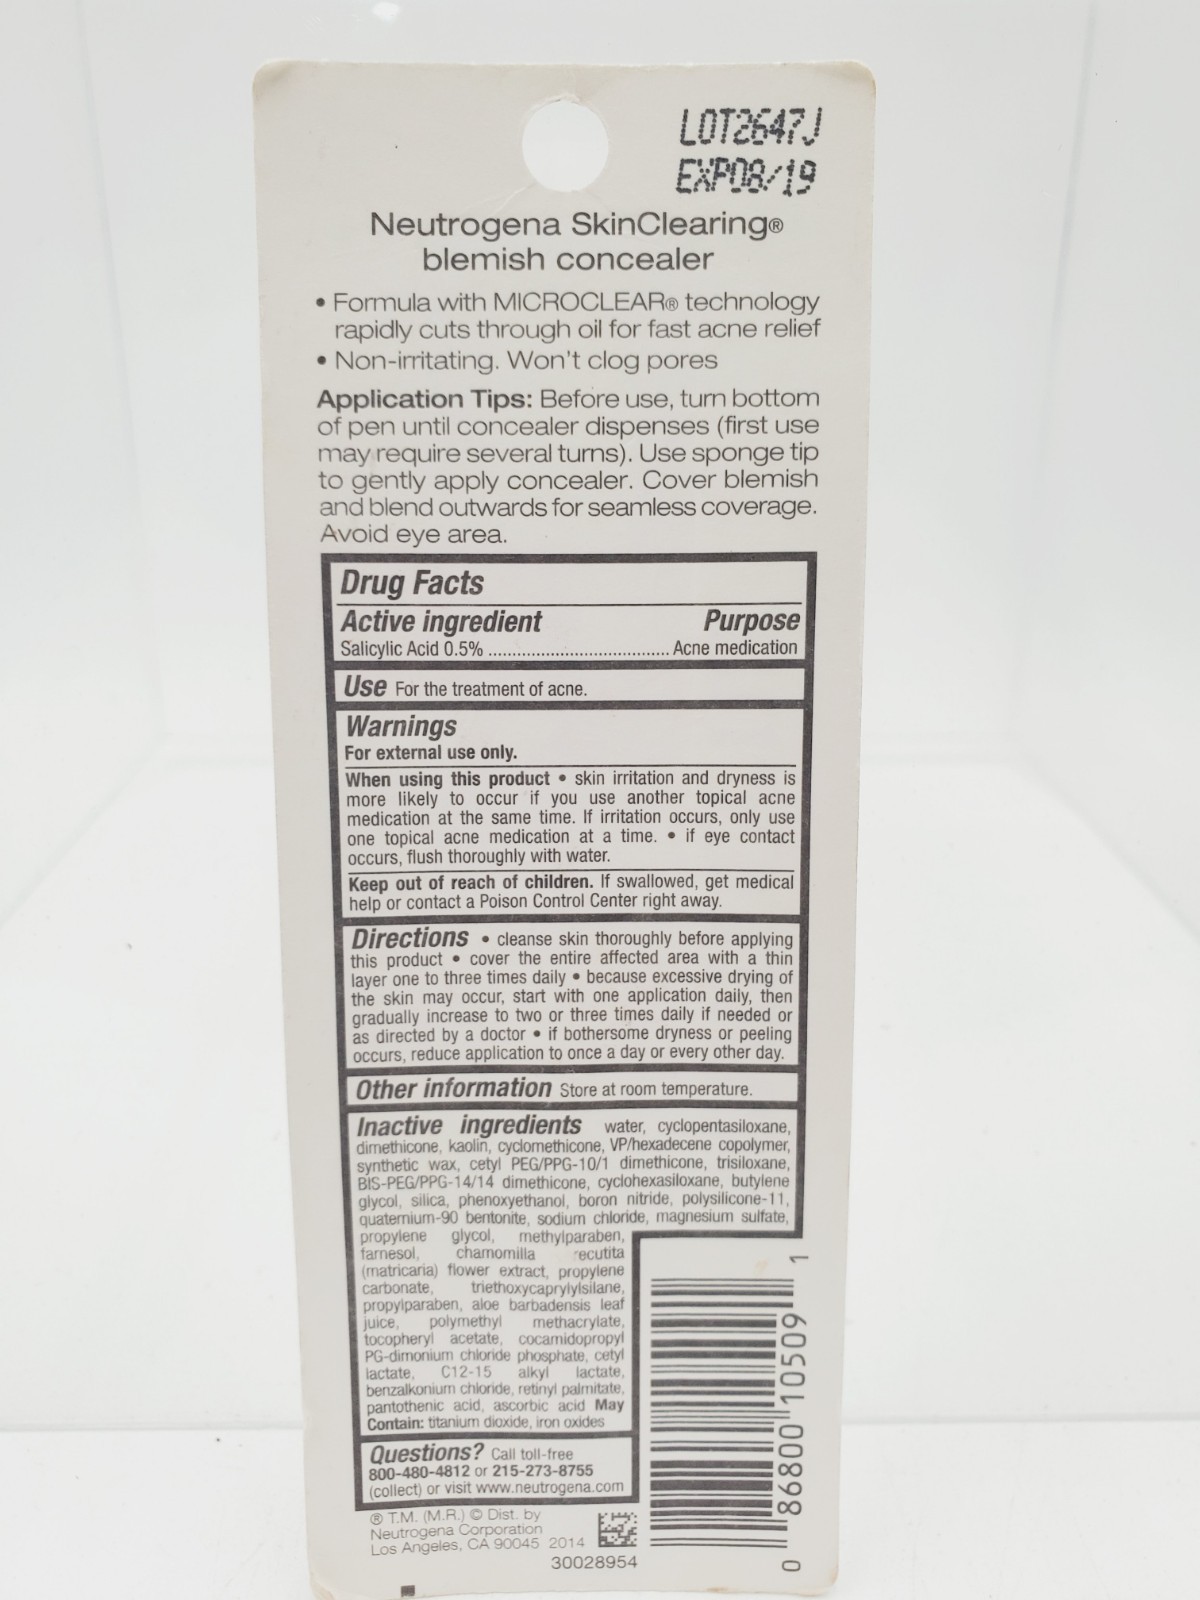 LOT2647J
EXP08/19
Neutrogena SkinClearing®
blemish concealer
• Formula with MICROCLEAR® technology
rapidly cuts through oil for fast acne relief
• Non-irritating. Won't clog pores
Application Tips: Before use, turn bottom
of pen until concealer dispenses (first use
may require several turns). Use sponge tip
to gently apply concealer. Cover blemish
and blend outwards for seamless coverage.
Avoid eye area.
Drug Facts
Active ingredient Purpose
Salicylic Acid 0.5% ...................................... Acne medication
Use For the treatment of acne.
Warnings
For external use only.
When using this product • skin irritation and dryness is
more likely to occur if you use another topical acne
medication at the same time. If irritation occurs, only use
one topical acne medication at a time. • if eye contact
occurs, flush thoroughly with water.
Keep out of reach of children. If swallowed, get medical
help or contact a Poison Control Center right away.
Directions • cleanse skin thoroughly before applying
this product • cover the entire affected area with a thin
layer one to three times daily • because excessive drying of
the skin may occur, start with one application daily, then
gradually increase to two or three times daily if needed or
as directed by a doctor • if bothersome dryness or peeling
occurs, reduce application to once a day or every other day.
Other information Store at room temperature.
Inactive ingredients water, cyclopentasiloxane,
dimethicone, kaolin, cyclomethicone, VP/hexadecene copolymer,
synthetic wax, cetyl PEG/PPG-10/1 dimethicone, trisiloxane,
BIS-PEG/PPG-14/14 dimethicone, cyclohexasiloxane, butylene
glycol, silica, phenoxyethanol, boron nitride, polysilicone-11,
quaternium-90 bentonite, sodium chloride, magnesium sulfate,
propylene glycol, methylparaben,
farnesol, chamomilla recutita
(matricaria) flower extract, propylene
carbonate, triethoxycaprylylsilane,
propylparaben, aloe barbadensis leaf
juice, polymethyl methacrylate,
tocopheryl acetate, cocamidopropyl
PG-dimonium chloride phosphate, cetyl
lactate, C12-15 alkyl lactate,
benzalkonium chloride, retinyl palmitate,
pantothenic acid, ascorbic acid May
Contain: titanium dioxide, iron oxides
Questions? Call toll-free
800-480-4812 or 215-273-8755
(collect) or visit www.neutrogena.com
® T.M. (M.R.) © Dist. by
Neutrogena Corporation
Los Angeles, CA 90045 2014
30028954
0 86800 10509 1